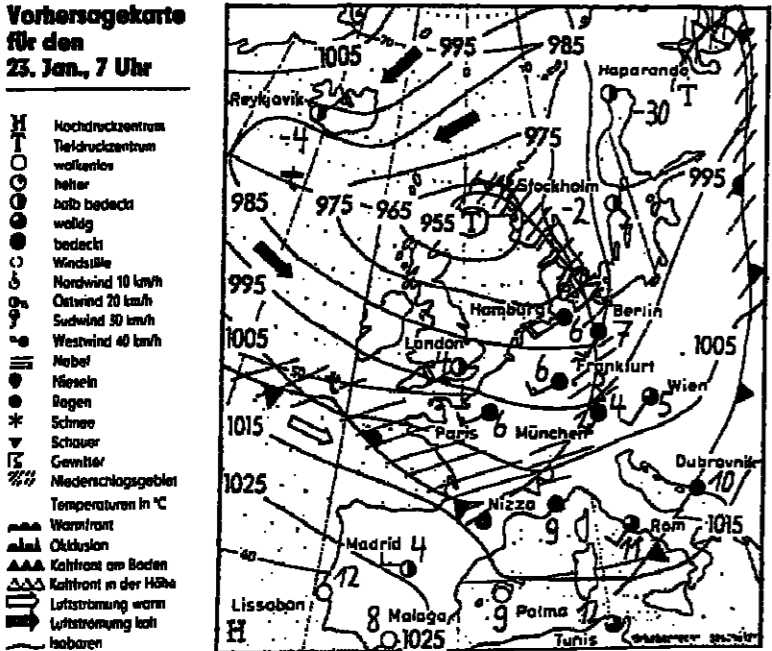 Vorhersagekarte
für den
23. Jan., 7 Uhr
H Hochdruckzentrum
T Tiefdruckzentrum
wolkenlos
heiter
halb bedeckt
wolkig
bedeckt
Windstille
Nordwind 10 km/h
Ostwind 20 km/h
Südwind 30 km/h
Westwind 40 km/h
Nebel
Nieseln
Regen
Schnee
Schauer
Gewitter
Niederschlagsgebiet
Temperaturen in °C
Warmfront
Okklusion
Kaltfront am Boden
Kaltfront in der Höhe
Luftströmung warm
Luftströmung kalt
Isobaren
1005 995 985
Haparanda
T
-30
Reykjavik
-4
975
995
Stockholm
-2
985 975 965 955 T
995
Hamburg 6
Berlin 7
1005
London 4
1005
6 Frankfurt
Wien 5
1015
Paris 6
München 4
1025
Dubrovnik 10
Nizza 9
Rom 11
1015
Madrid 4
12
Lissabon
8 Malaga
9 Palma
Tunis
H
1025